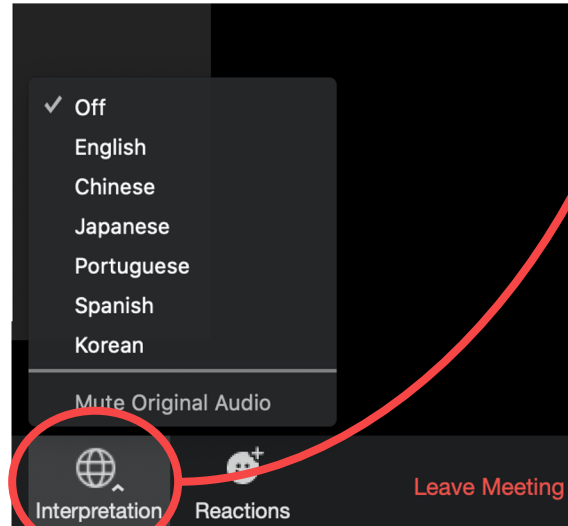 Off
English
Chinese
Japanese
Portuguese
Spanish
Korean
Mute Original Audio
Interpretation
Reactions
Leave Meeting